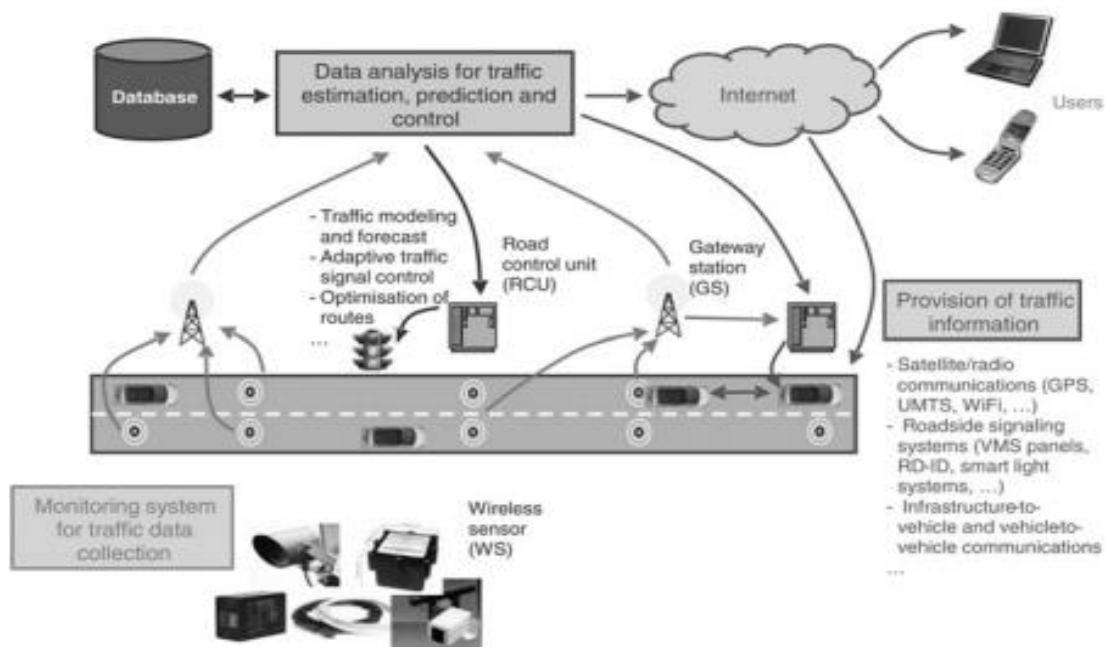 Database
Data analysis for traffic
estimation, prediction and
control
Internet
Users
- Traffic modeling
and forecast
- Adaptive traffic
signal control
- Optimisation of
routes
...
Road
control unit
(RCU)
Gateway
station
(GS)
Provision of traffic
information
- Satellite/radio
communications (GPS,
UMTS, WiFi, ...)
- Roadside signaling
systems (VMS panels,
RD-ID, smart light
systems, ...)
- Infrastructure-to-
vehicle and vehicleto-
vehicle communications
...
Monitoring system
for traffic data
collection
Wireless
sensor
(WS)